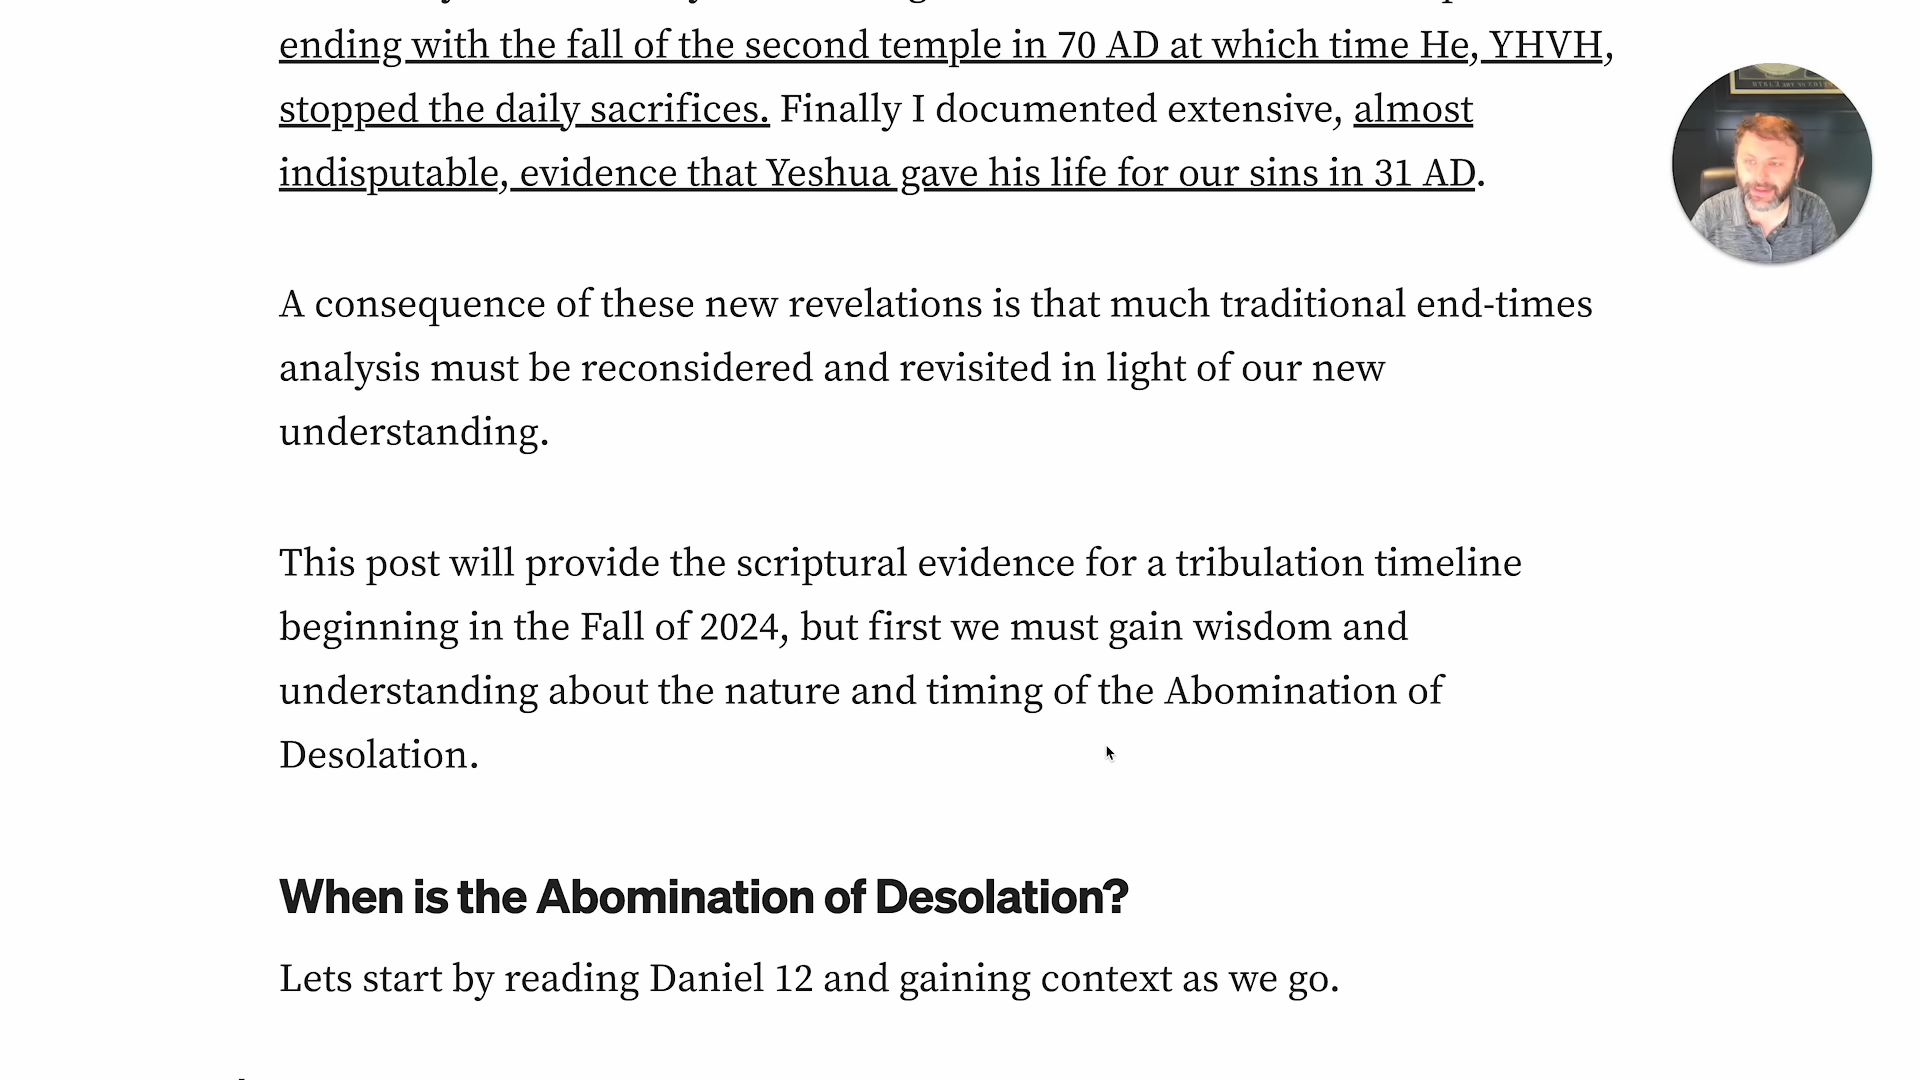 ending with the fall of the second temple in 70 AD at which time He, YHVH,
stopped the daily sacrifices. Finally I documented extensive, almost
indisputable, evidence that Yeshua gave his life for our sins in 31 AD.
A consequence of these new revelations is that much traditional end-times
analysis must be reconsidered and revisited in light of our new
understanding.
This post will provide the scriptural evidence for a tribulation timeline
beginning in the Fall of 2024, but first we must gain wisdom and
understanding about the nature and timing of the Abomination of
Desolation.
When is the Abomination of Desolation?
Lets start by reading Daniel 12 and gaining context as we go.